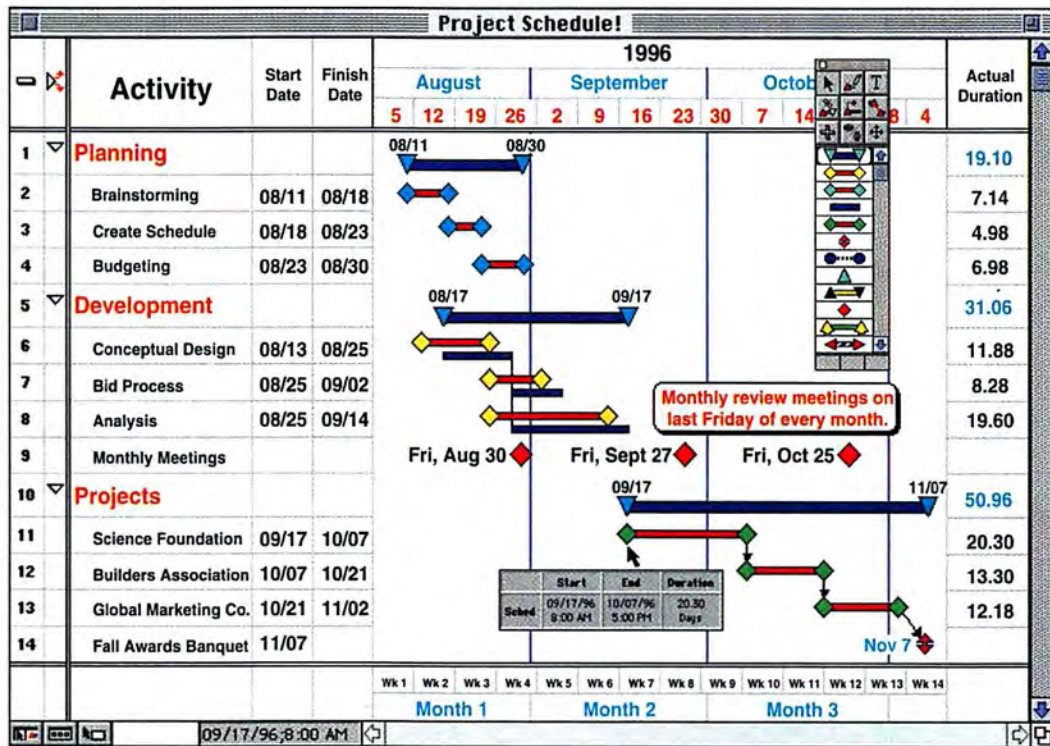 Project Schedule!
1996
Activity Start Date Finish Date August September Octob Actual Duration
5 12 19 26 2 9 16 23 30 7 14 8 4
T
1 Planning 08/11 08/30 19.10
2 Brainstorming 08/11 08/18 7.14
3 Create Schedule 08/18 08/23 4.98
4 Budgeting 08/23 08/30 6.98
5 Development 08/17 09/17 31.06
6 Conceptual Design 08/13 08/25 11.88
7 Bid Process 08/25 09/02 8.28
8 Analysis 08/25 09/14 19.60
Monthly review meetings on
last Friday of every month.
9 Monthly Meetings Fri, Aug 30 Fri, Sept 27 Fri, Oct 25
10 Projects 09/17 11/07 50.96
11 Science Foundation 09/17 10/07 20.30
12 Builders Association 10/07 10/21 13.30
13 Global Marketing Co. 10/21 11/02 12.18
Start End Duration
Sched 09/17/96 10/07/96 20.30
8:00 AM 5:00 PM Days
14 Fall Awards Banquet 11/07 Nov 7
Wk 1 Wk 2 Wk 3 Wk 4 Wk 5 Wk 6 Wk 7 Wk 8 Wk 9 Wk 10 Wk 11 Wk 12 Wk 13 Wk 14
Month 1 Month 2 Month 3
09/17/96;8:00 AM